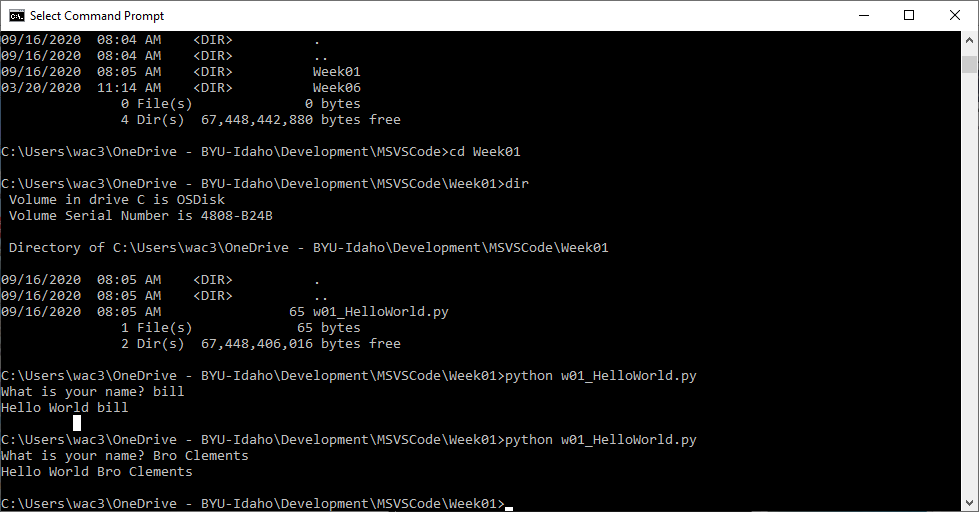 Select Command Prompt
09/16/2020  08:04 AM    <DIR>          .
09/16/2020  08:04 AM    <DIR>          ..
09/16/2020  08:05 AM    <DIR>          Week01
03/20/2020  11:14 AM    <DIR>          Week06
               0 File(s)              0 bytes
               4 Dir(s)  67,448,442,880 bytes free
C:\Users\wac3\OneDrive - BYU-Idaho\Development\MSVSCode>cd Week01
C:\Users\wac3\OneDrive - BYU-Idaho\Development\MSVSCode\Week01>dir
 Volume in drive C is OSDisk
 Volume Serial Number is 4808-B24B
 Directory of C:\Users\wac3\OneDrive - BYU-Idaho\Development\MSVSCode\Week01
09/16/2020  08:05 AM    <DIR>          .
09/16/2020  08:05 AM    <DIR>          ..
09/16/2020  08:05 AM                65 w01_HelloWorld.py
               1 File(s)             65 bytes
               2 Dir(s)  67,448,406,016 bytes free
C:\Users\wac3\OneDrive - BYU-Idaho\Development\MSVSCode\Week01>python w01_HelloWorld.py
What is your name? bill
Hello World bill
C:\Users\wac3\OneDrive - BYU-Idaho\Development\MSVSCode\Week01>python w01_HelloWorld.py
What is your name? Bro Clements
Hello World Bro Clements
C:\Users\wac3\OneDrive - BYU-Idaho\Development\MSVSCode\Week01>